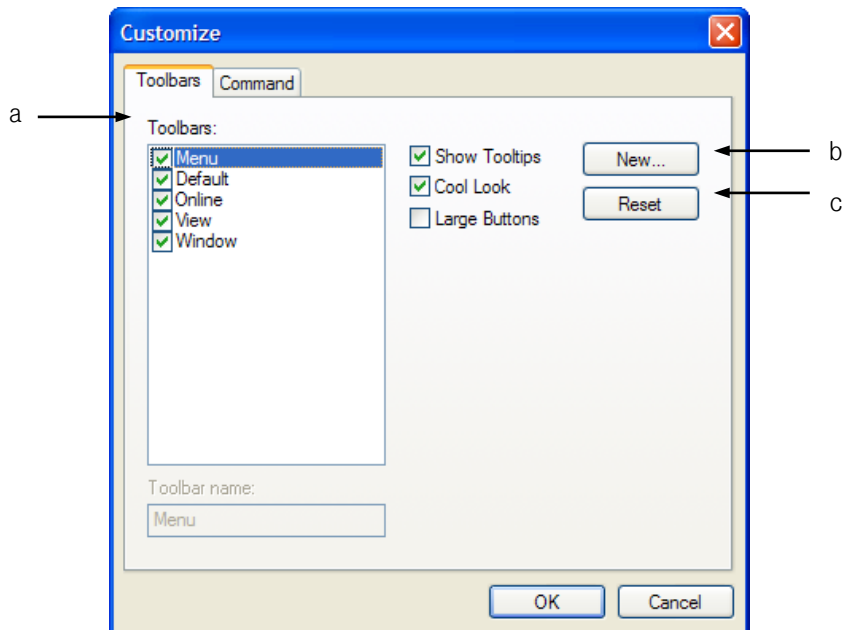 Customize
Toolbars Command
a
Toolbars:
Menu
Default
Online
View
Window
Show Tooltips
Cool Look
Large Buttons
New...
Reset
b
c
Toolbar name:
Menu
OK Cancel